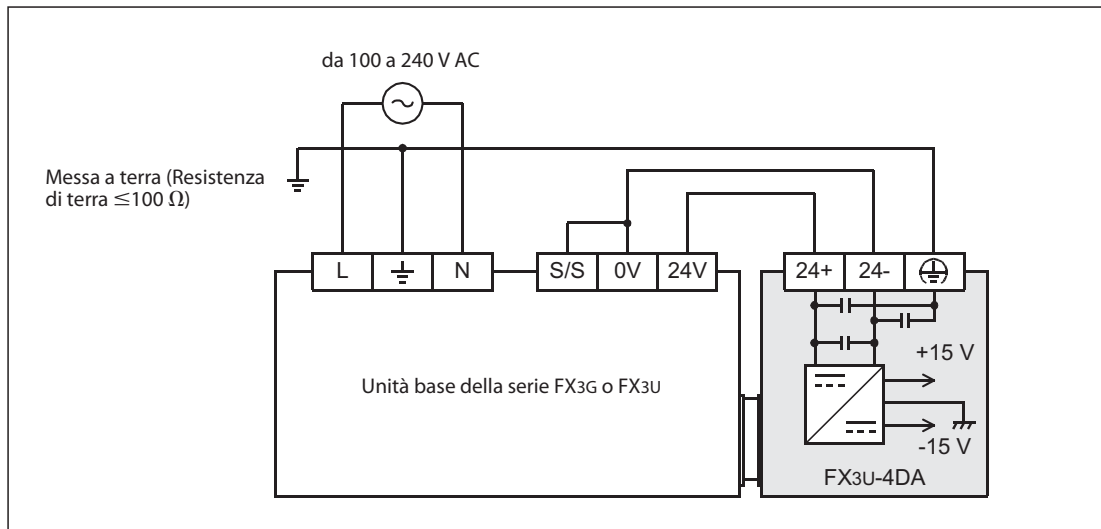 da 100 a 240 V AC
Messa a terra (Resistenza
di terra ≤100 Ω)
L
N
S/S
0V
24V
24+
24-
+15 V
-15 V
Unità base della serie FX3G o FX3U
FX3U-4DA